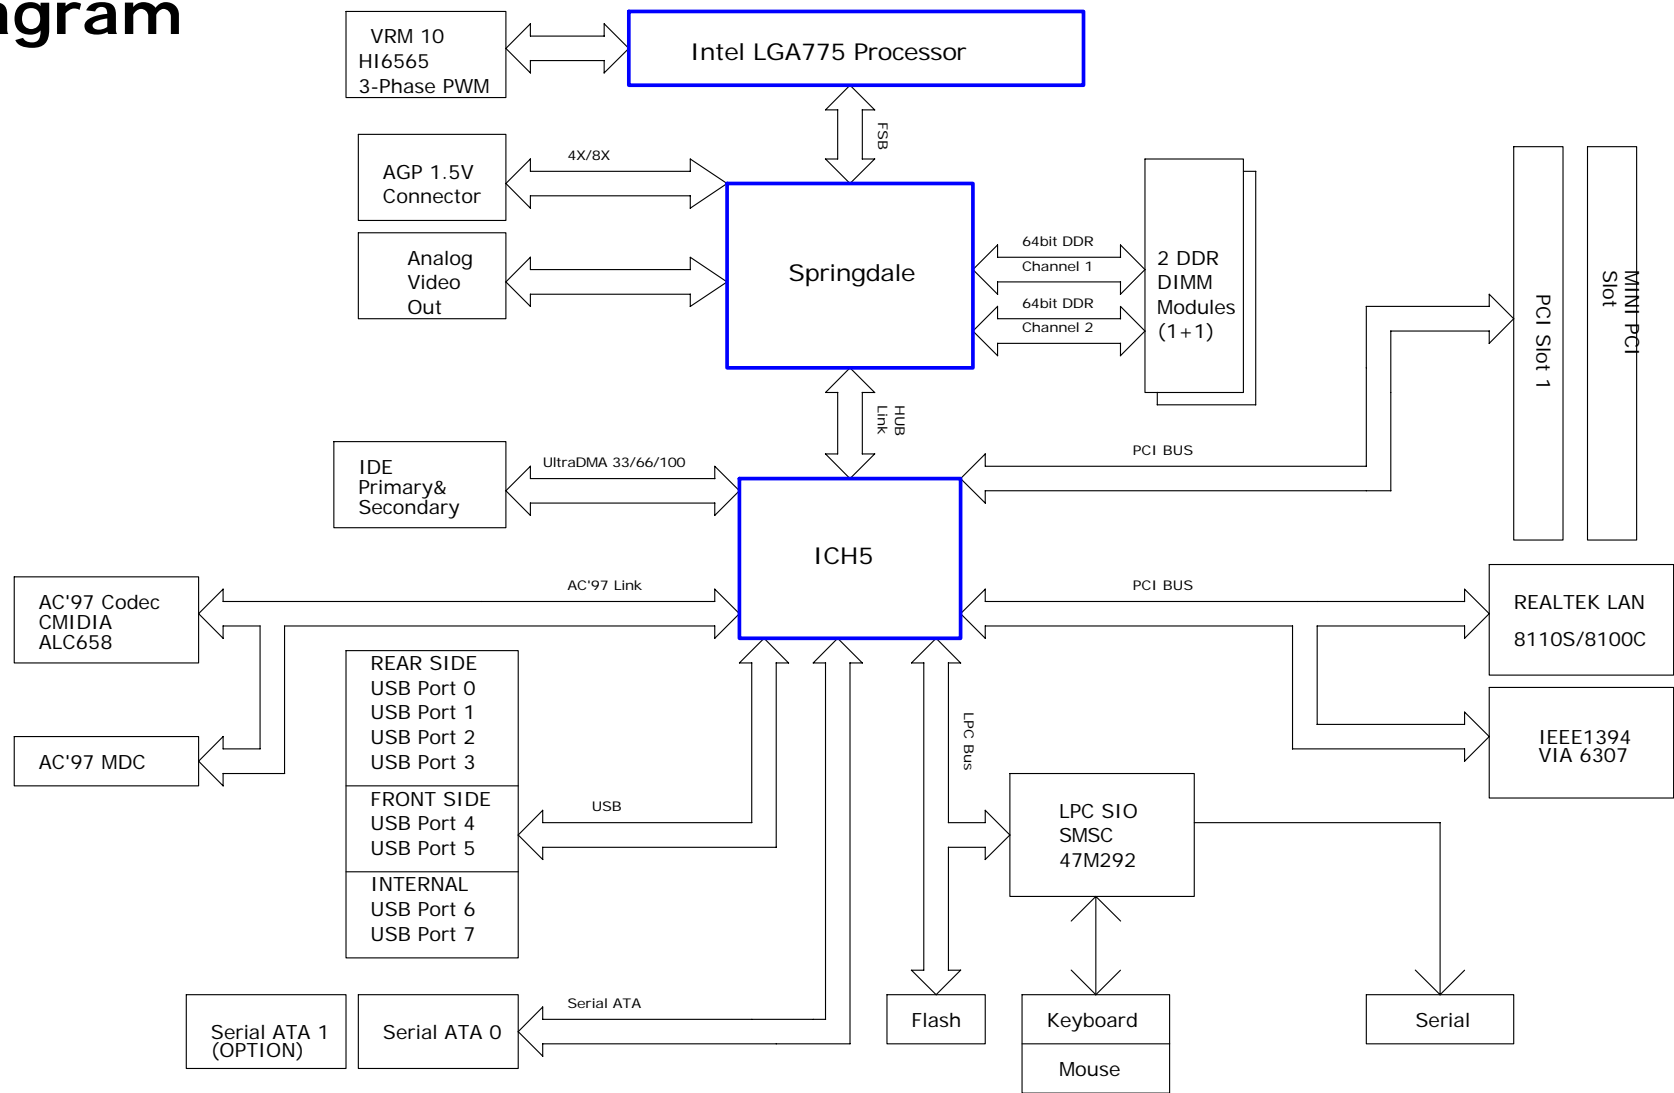 agram
VRM 10
HI6565
3-Phase PWM
Intel LGA775 Processor
FSB
AGP 1.5V
Connector
4X/8X
Analog
Video
Out
Springdale
64bit DDR
Channel 1
64bit DDR
Channel 2
2 DDR
DIMM
Modules
(1+1)
PCI Slot 1
MINI PCI
Slot
HUB
Link
IDE
Primary&
Secondary
UltraDMA 33/66/100
PCI BUS
ICH5
AC'97 Codec
CMIDIA
ALC658
AC'97 Link
PCI BUS
REALTEK LAN
8110S/8100C
AC'97 MDC
REAR SIDE
USB Port 0
USB Port 1
USB Port 2
USB Port 3
FRONT SIDE
USB Port 4
USB Port 5
INTERNAL
USB Port 6
USB Port 7
USB
LPC Bus
IEEE1394
VIA 6307
LPC SIO
SMSC
47M292
Serial ATA 1
(OPTION)
Serial ATA 0
Serial ATA
Flash
Keyboard
Mouse
Serial